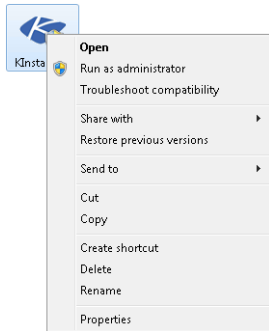 KInsta
Open
Run as administrator
Troubleshoot compatibility
Share with
Restore previous versions
Send to
Cut
Copy
Create shortcut
Delete
Rename
Properties